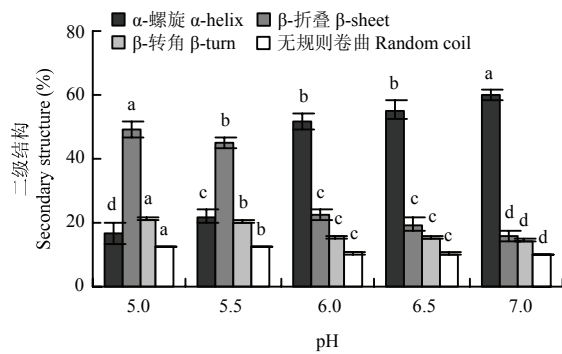 α-螺旋 α-helix β-折叠 β-sheet
β-转角 β-turn 无规则卷曲 Random coil
二级结构
Secondary structure (%)
80
60
40
20
0
d a a a
c b b b
b c c c
b c c c
a d d d
5.0 5.5 6.0 6.5 7.0
pH